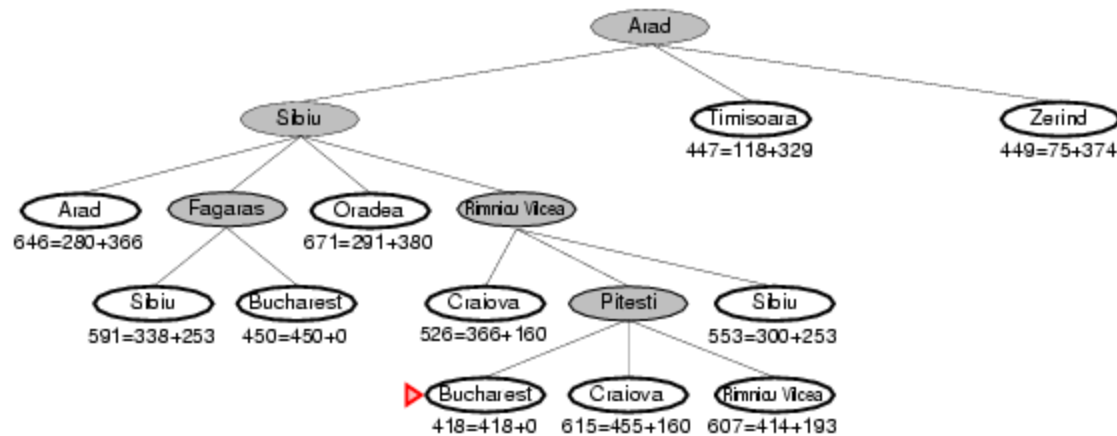 Arad
Sibiu
Timisoara
Zerind
447=118+329
449=75+374
Arad
Fagaras
Oradea
Rimnicu Vilcea
646=280+366
671=291+380
Sibiu
Bucharest
Craiova
Pitesti
Sibiu
591=338+253
450=450+0
526=366+160
553=300+253
Bucharest
Craiova
Rimnicu Vilcea
418=418+0
615=455+160
607=414+193